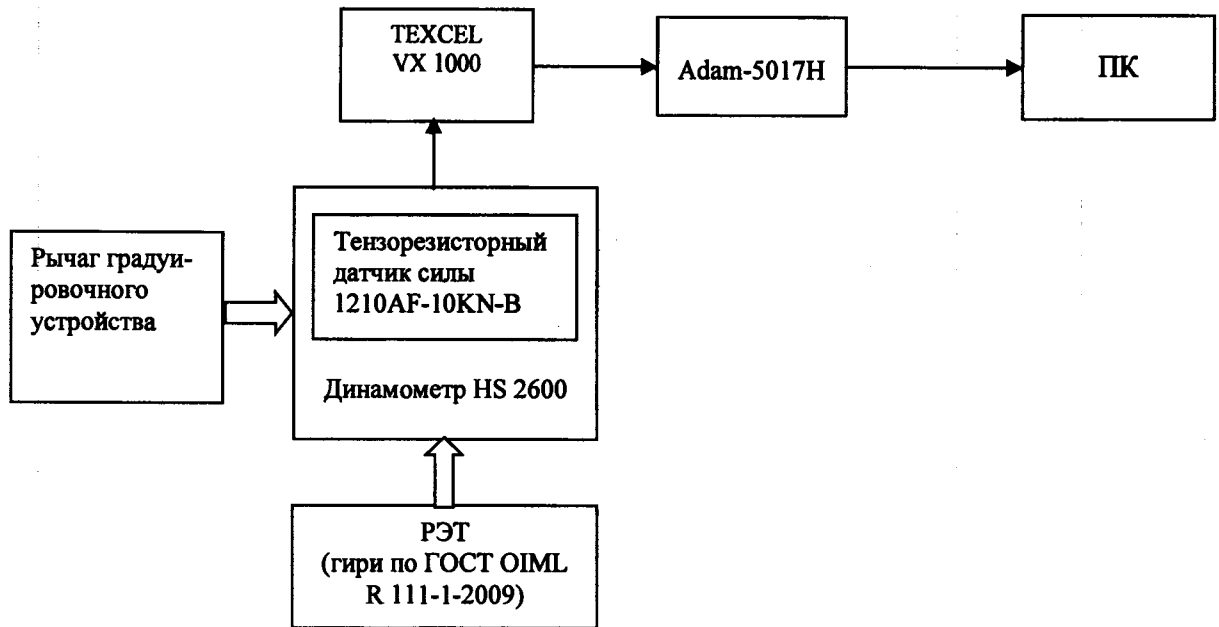 TEXCEL
VX 1000
Adam-5017H
ПК
Рычаг градуи-
ровочного
устройства
Тензорезисторный
датчик силы
1210AF-10KN-B
Динамометр HS 2600
РЭТ
(гири по ГОСТ OIML
R 111-1-2009)